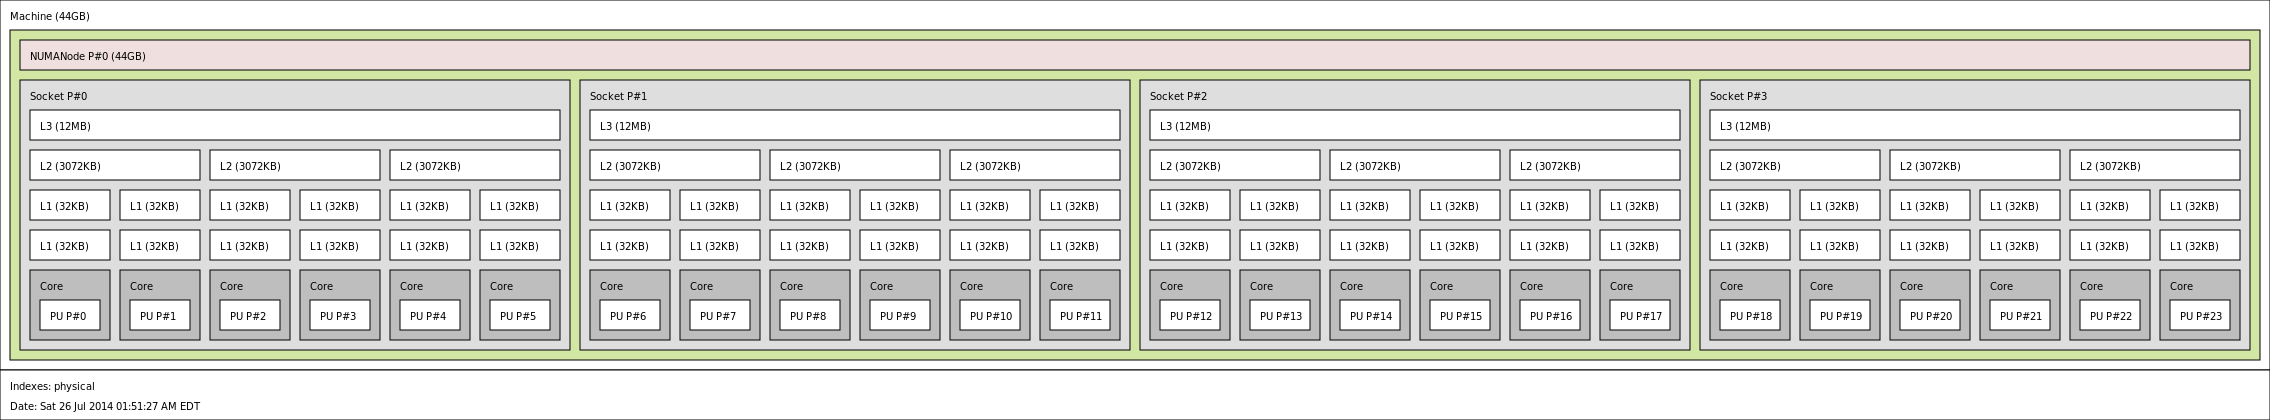 Machine (44GB)
NUMANode P#0 (44GB)
Socket P#0 Socket P#1 Socket P#2 Socket P#3
L3 (12MB) L3 (12MB) L3 (12MB) L3 (12MB)
L2 (3072KB) L2 (3072KB) L2 (3072KB) L2 (3072KB) L2 (3072KB) L2 (3072KB) L2 (3072KB) L2 (3072KB) L2 (3072KB) L2 (3072KB) L2 (3072KB) L2 (3072KB)
L1 (32KB) L1 (32KB) L1 (32KB) L1 (32KB) L1 (32KB) L1 (32KB) L1 (32KB) L1 (32KB) L1 (32KB) L1 (32KB) L1 (32KB) L1 (32KB) L1 (32KB) L1 (32KB) L1 (32KB) L1 (32KB) L1 (32KB) L1 (32KB) L1 (32KB) L1 (32KB) L1 (32KB) L1 (32KB) L1 (32KB) L1 (32KB)
L1 (32KB) L1 (32KB) L1 (32KB) L1 (32KB) L1 (32KB) L1 (32KB) L1 (32KB) L1 (32KB) L1 (32KB) L1 (32KB) L1 (32KB) L1 (32KB) L1 (32KB) L1 (32KB) L1 (32KB) L1 (32KB) L1 (32KB) L1 (32KB) L1 (32KB) L1 (32KB) L1 (32KB) L1 (32KB) L1 (32KB) L1 (32KB)
Core Core Core Core Core Core Core Core Core Core Core Core Core Core Core Core Core Core Core Core Core Core Core Core
PU P#0 PU P#1 PU P#2 PU P#3 PU P#4 PU P#5 PU P#6 PU P#7 PU P#8 PU P#9 PU P#10 PU P#11 PU P#12 PU P#13 PU P#14 PU P#15 PU P#16 PU P#17 PU P#18 PU P#19 PU P#20 PU P#21 PU P#22 PU P#23
Indexes: physical
Date: Sat 26 Jul 2014 01:51:27 AM EDT